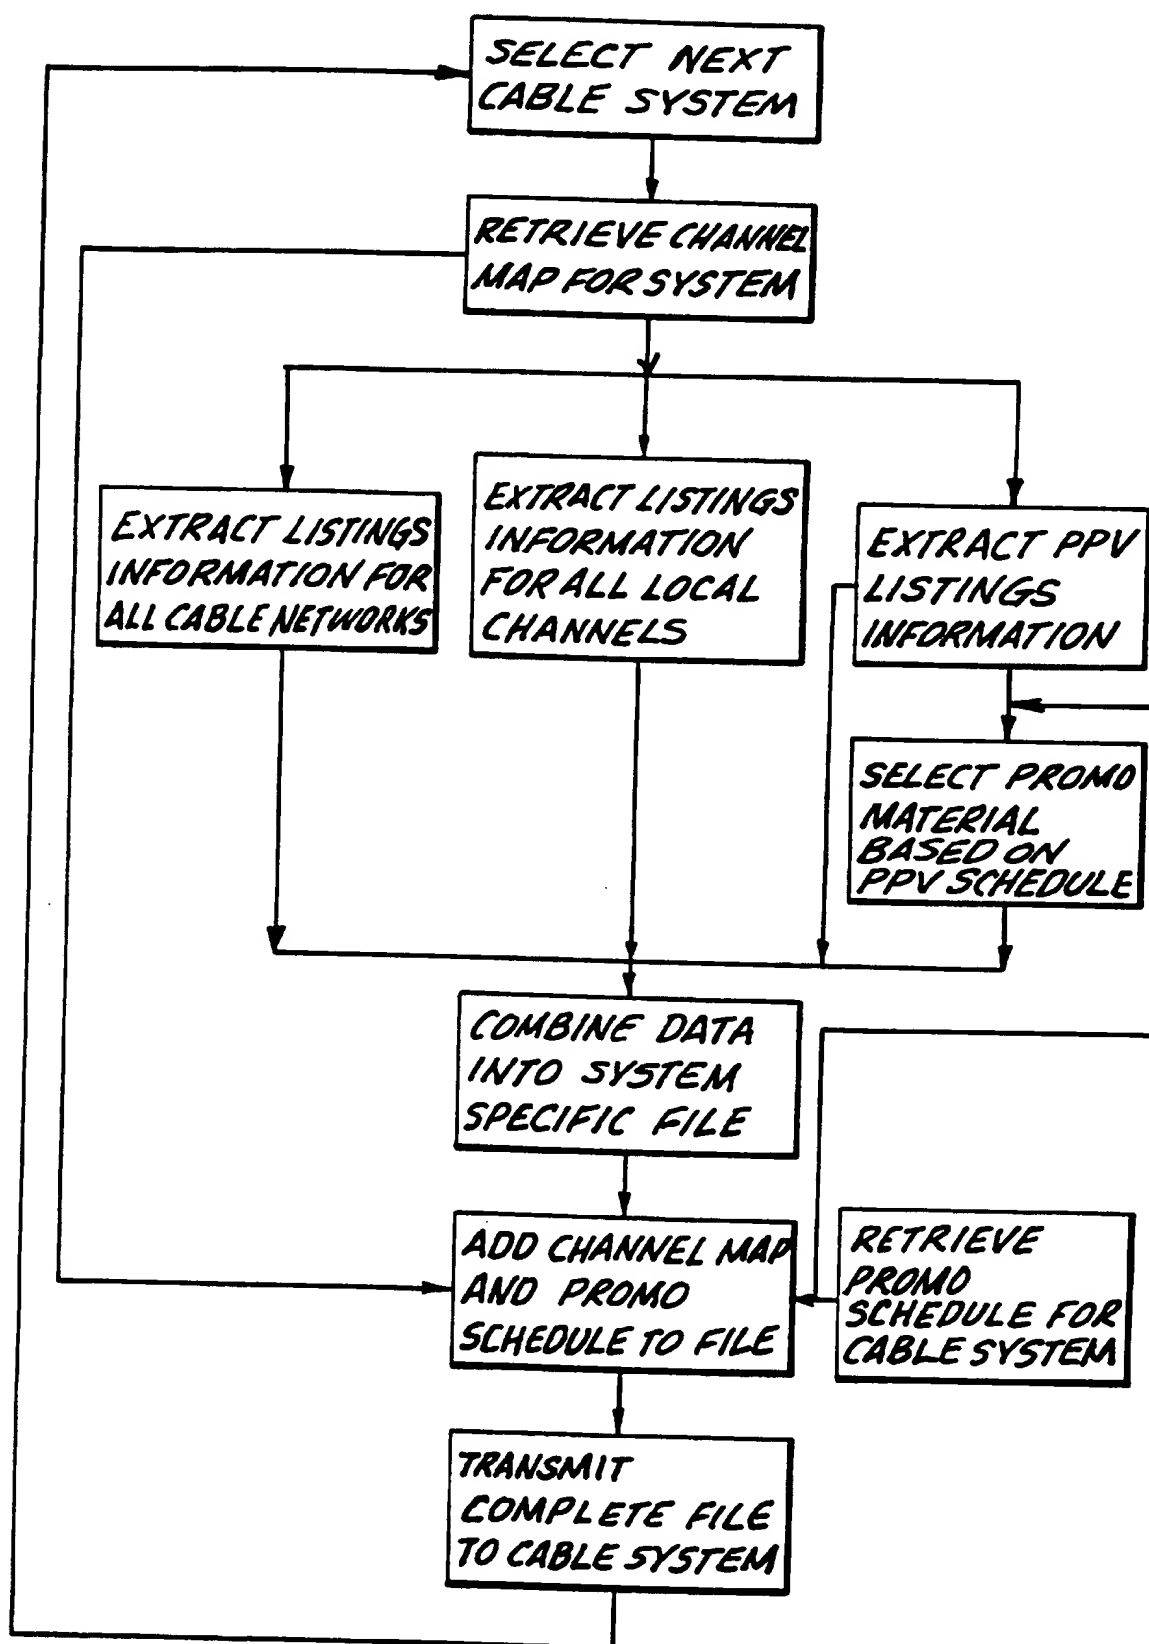 SELECT NEXT
CABLE SYSTEM
RETRIEVE CHANNEL
MAP FOR SYSTEM
EXTRACT LISTINGS
INFORMATION FOR
ALL CABLE NETWORKS
EXTRACT LISTINGS
INFORMATION
FOR ALL LOCAL
CHANNELS
EXTRACT PPV
LISTINGS
INFORMATION
SELECT PROMO
MATERIAL
BASED ON
PPV SCHEDULE
COMBINE DATA
INTO SYSTEM
SPECIFIC FILE
ADD CHANNEL MAP
AND PROMO
SCHEDULE TO FILE
RETRIEVE
PROMO
SCHEDULE FOR
CABLE SYSTEM
TRANSMIT
COMPLETE FILE
TO CABLE SYSTEM